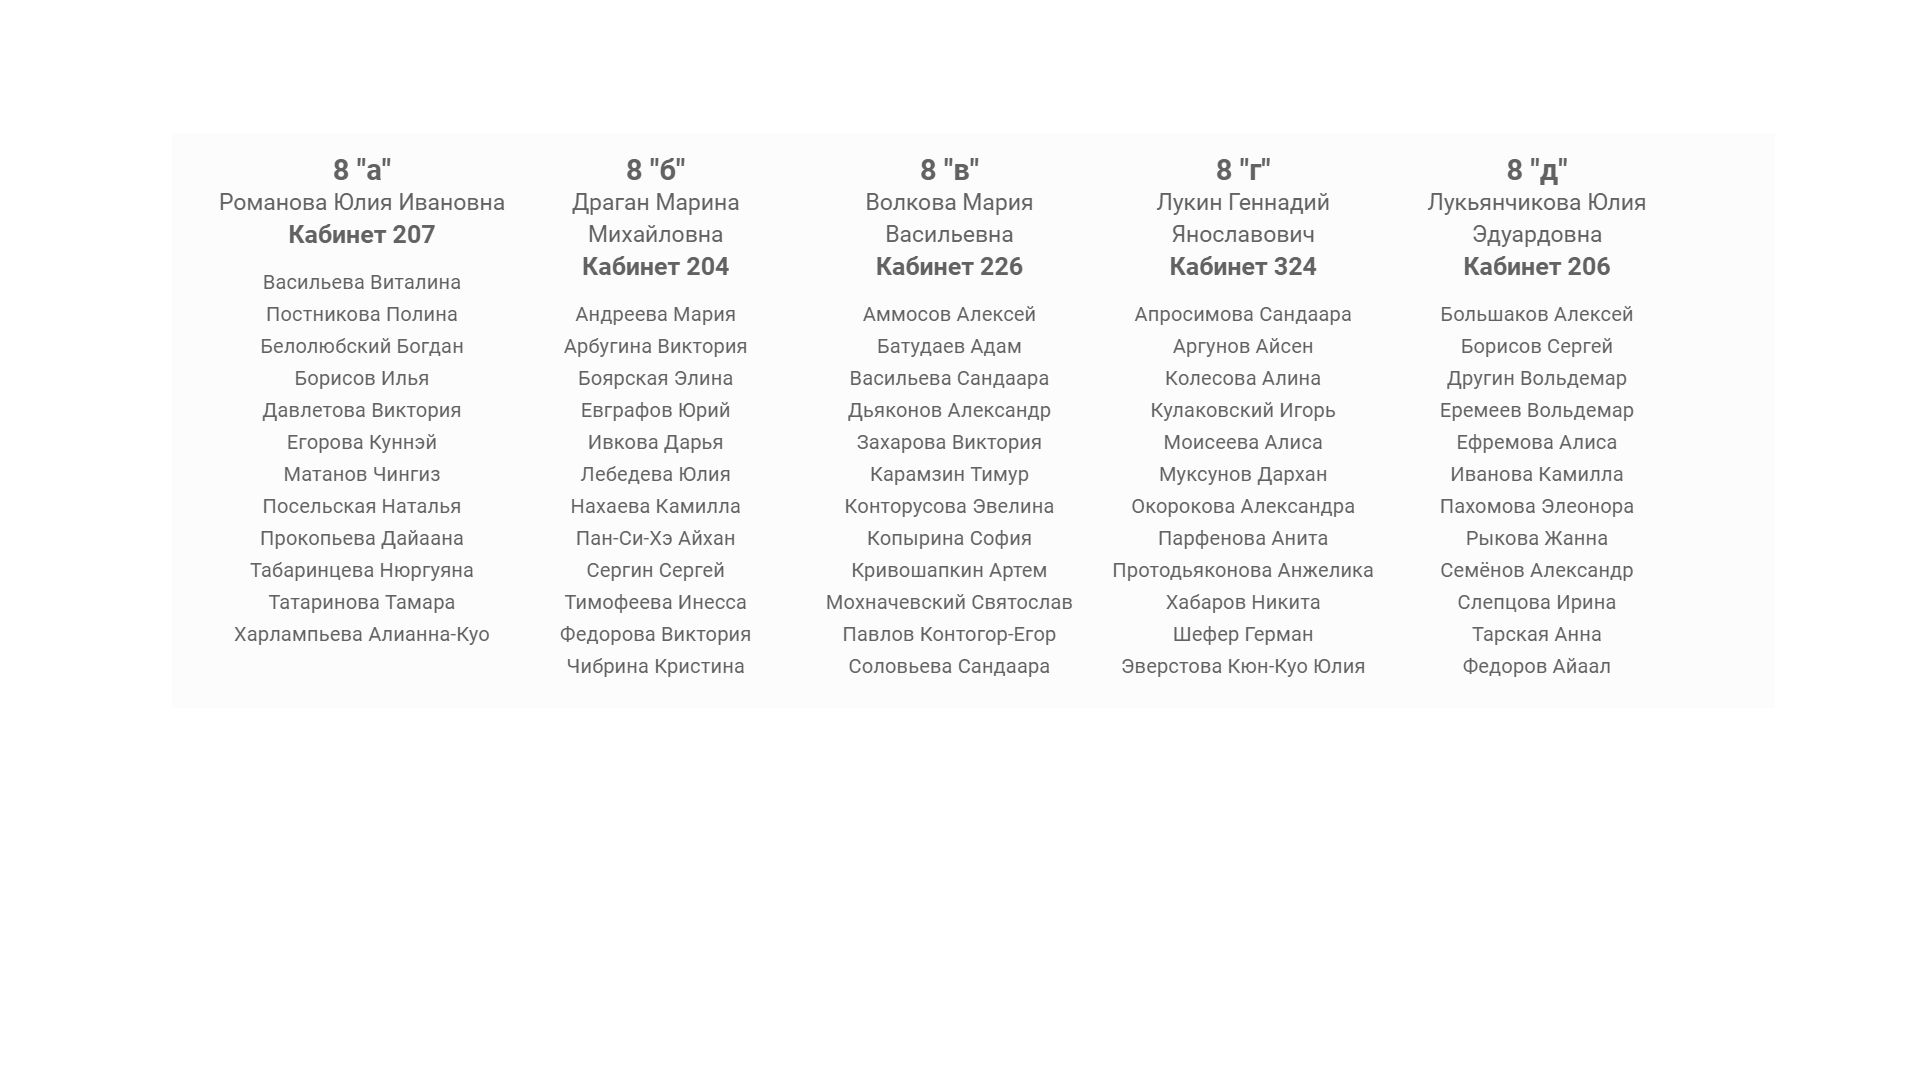 8 "а"
Романова Юлия Ивановна
Кабинет 207
Васильева Виталина
Постникова Полина
Белолюбский Богдан
Борисов Илья
Давлетова Виктория
Егорова Куннэй
Матанов Чингиз
Посельская Наталья
Прокопьева Дайаана
Табаринцева Нюргуяна
Татаринова Тамара
Харлампьева Алианна-Куо
8 "б"
Драган Марина
Михайловна
Кабинет 204
Андреева Мария
Арбугина Виктория
Боярская Элина
Евграфов Юрий
Ивкова Дарья
Лебедева Юлия
Нахаева Камилла
Пан-Си-Хэ Айхан
Сергин Сергей
Тимофеева Инесса
Федорова Виктория
Чибрина Кристина
8 "в"
Волкова Мария
Васильевна
Кабинет 226
Аммосов Алексей
Батудаев Адам
Васильева Сандаара
Дьяконов Александр
Захарова Виктория
Карамзин Тимур
Конторусова Эвелина
Копырина София
Кривошапкин Артем
Мохначевский Святослав
Павлов Контогор-Егор
Соловьева Сандаара
8 "г"
Лукин Геннадий
Янославович
Кабинет 324
Апросимова Сандаара
Аргунов Айсен
Колесова Алина
Кулаковский Игорь
Моисеева Алиса
Муксунов Дархан
Окорокова Александра
Парфенова Анита
Протодьяконова Анжелика
Хабаров Никита
Шефер Герман
Эверстова Кюн-Куо Юлия
8 "д"
Лукьянчикова Юлия
Эдуардовна
Кабинет 206
Большаков Алексей
Борисов Сергей
Другин Вольдемар
Еремеев Вольдемар
Ефремова Алиса
Иванова Камилла
Пахомова Элеонора
Рыкова Жанна
Семёнов Александр
Слепцова Ирина
Тарская Анна
Федоров Айаал